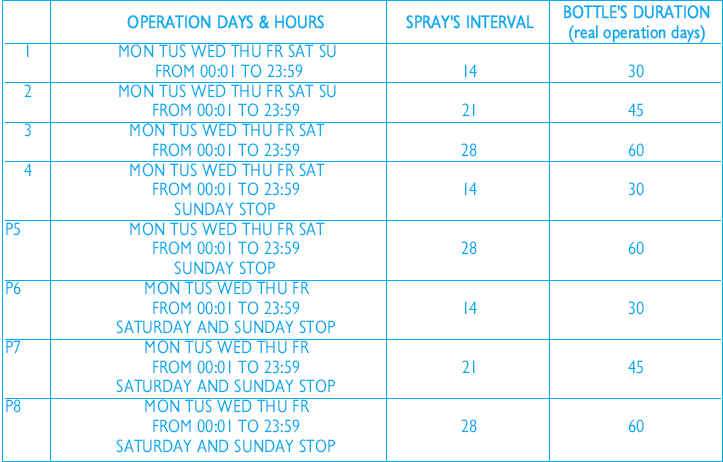 OPERATION DAYS & HOURS SPRAY'S INTERVAL BOTTLE'S DURATION
(real operation days)
1 MON TUS WED THU FR SAT SU
FROM 00:01 TO 23:59 14 30
2 MON TUS WED THU FR SAT SU
FROM 00:01 TO 23:59 21 45
3 MON TUS WED THU FR SAT
FROM 00:01 TO 23:59 28 60
4 MON TUS WED THU FR SAT
FROM 00:01 TO 23:59 14 30
SUNDAY STOP
P5 MON TUS WED THU FR SAT
FROM 00:01 TO 23:59 28 60
SUNDAY STOP
P6 MON TUS WED THU FR
FROM 00:01 TO 23:59 14 30
SATURDAY AND SUNDAY STOP
P7 MON TUS WED THU FR
FROM 00:01 TO 23:59 21 45
SATURDAY AND SUNDAY STOP
P8 MON TUS WED THU FR
FROM 00:01 TO 23:59 28 60
SATURDAY AND SUNDAY STOP